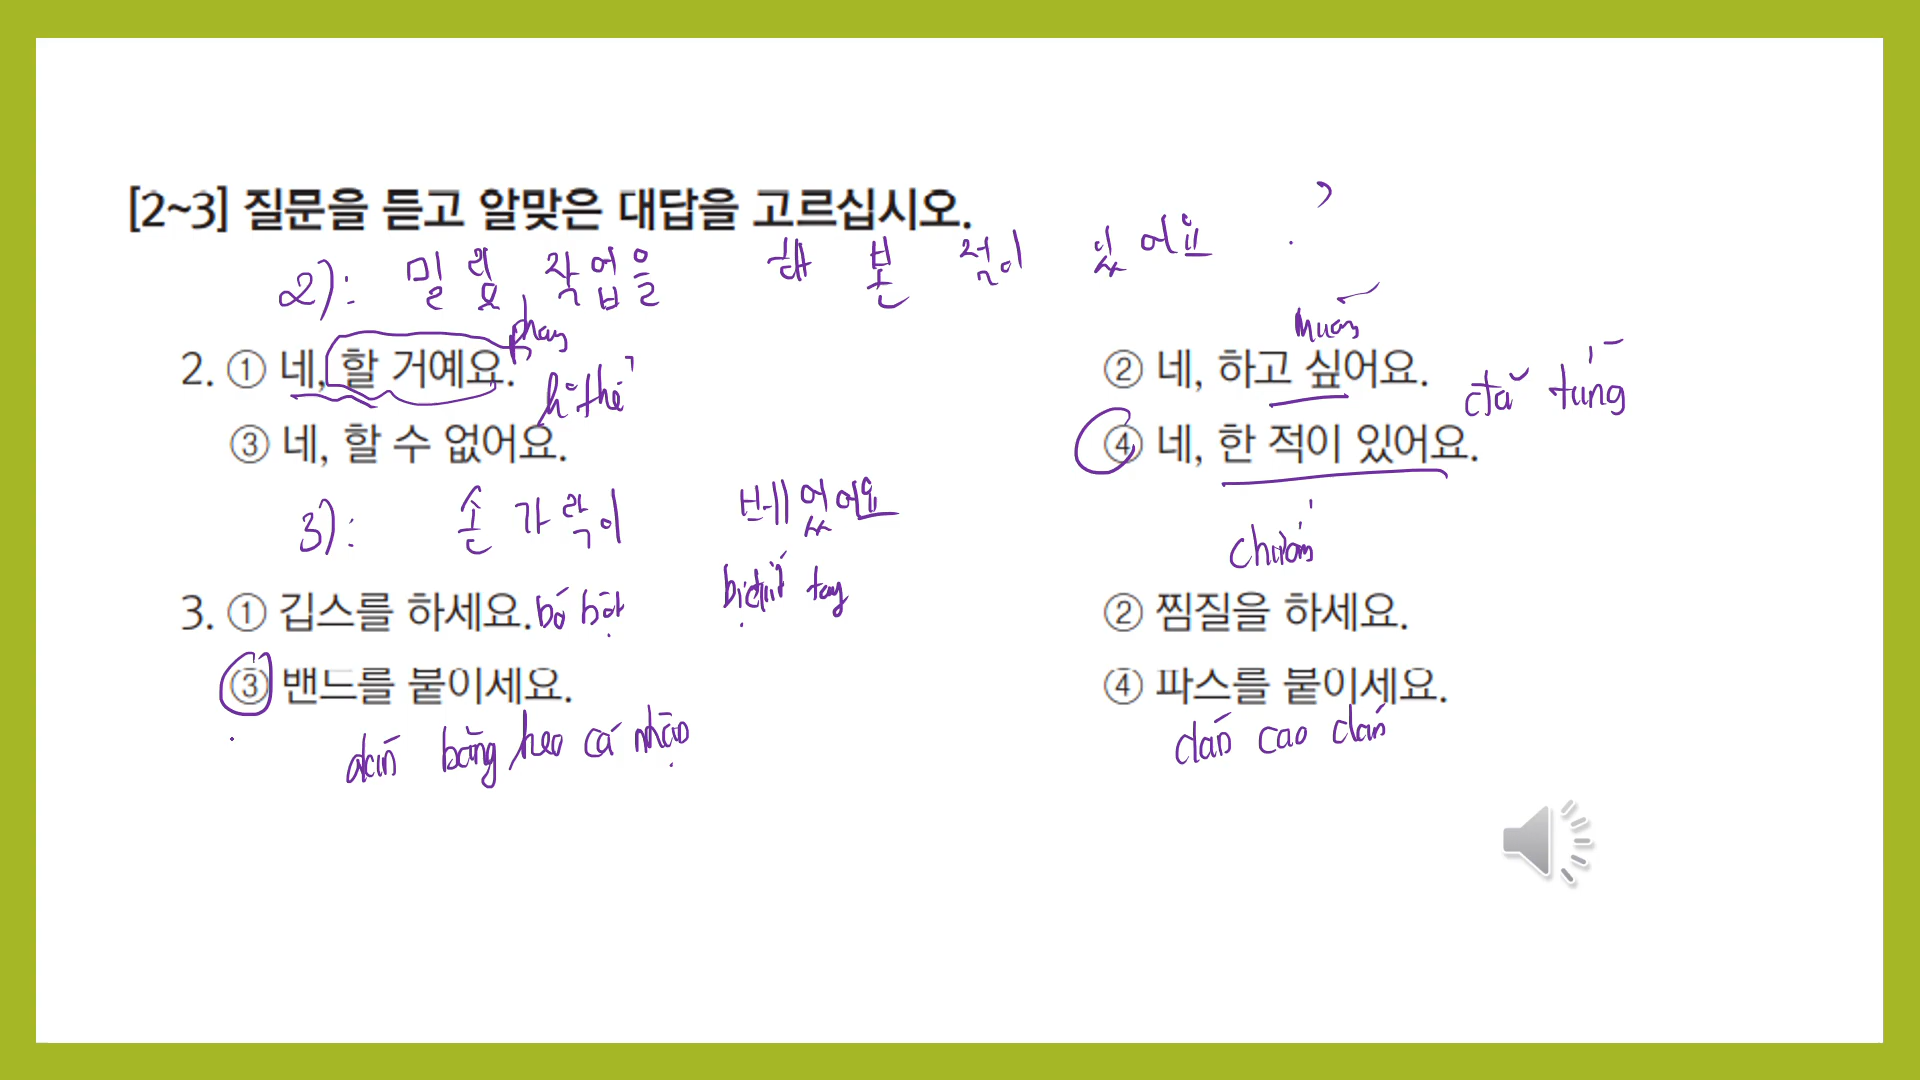 [2~3] 질문을 듣고 알맞은 대답을 고르십시오.
2): 밀링 작업을 해 본 적이 있어요?
muốn
2. ① 네, 할 거예요. ② 네, 하고 싶어요. đã từng
có thể
③ 네, 할 수 없어요. ④ 네, 한 적이 있어요.
3): 손가락이 베었어요
chườm
3. ① 깁스를 하세요. bó bột bị đứt tay ② 찜질을 하세요.
③ 밴드를 붙이세요. ④ 파스를 붙이세요.
dán băng keo cá nhân dán cao dán